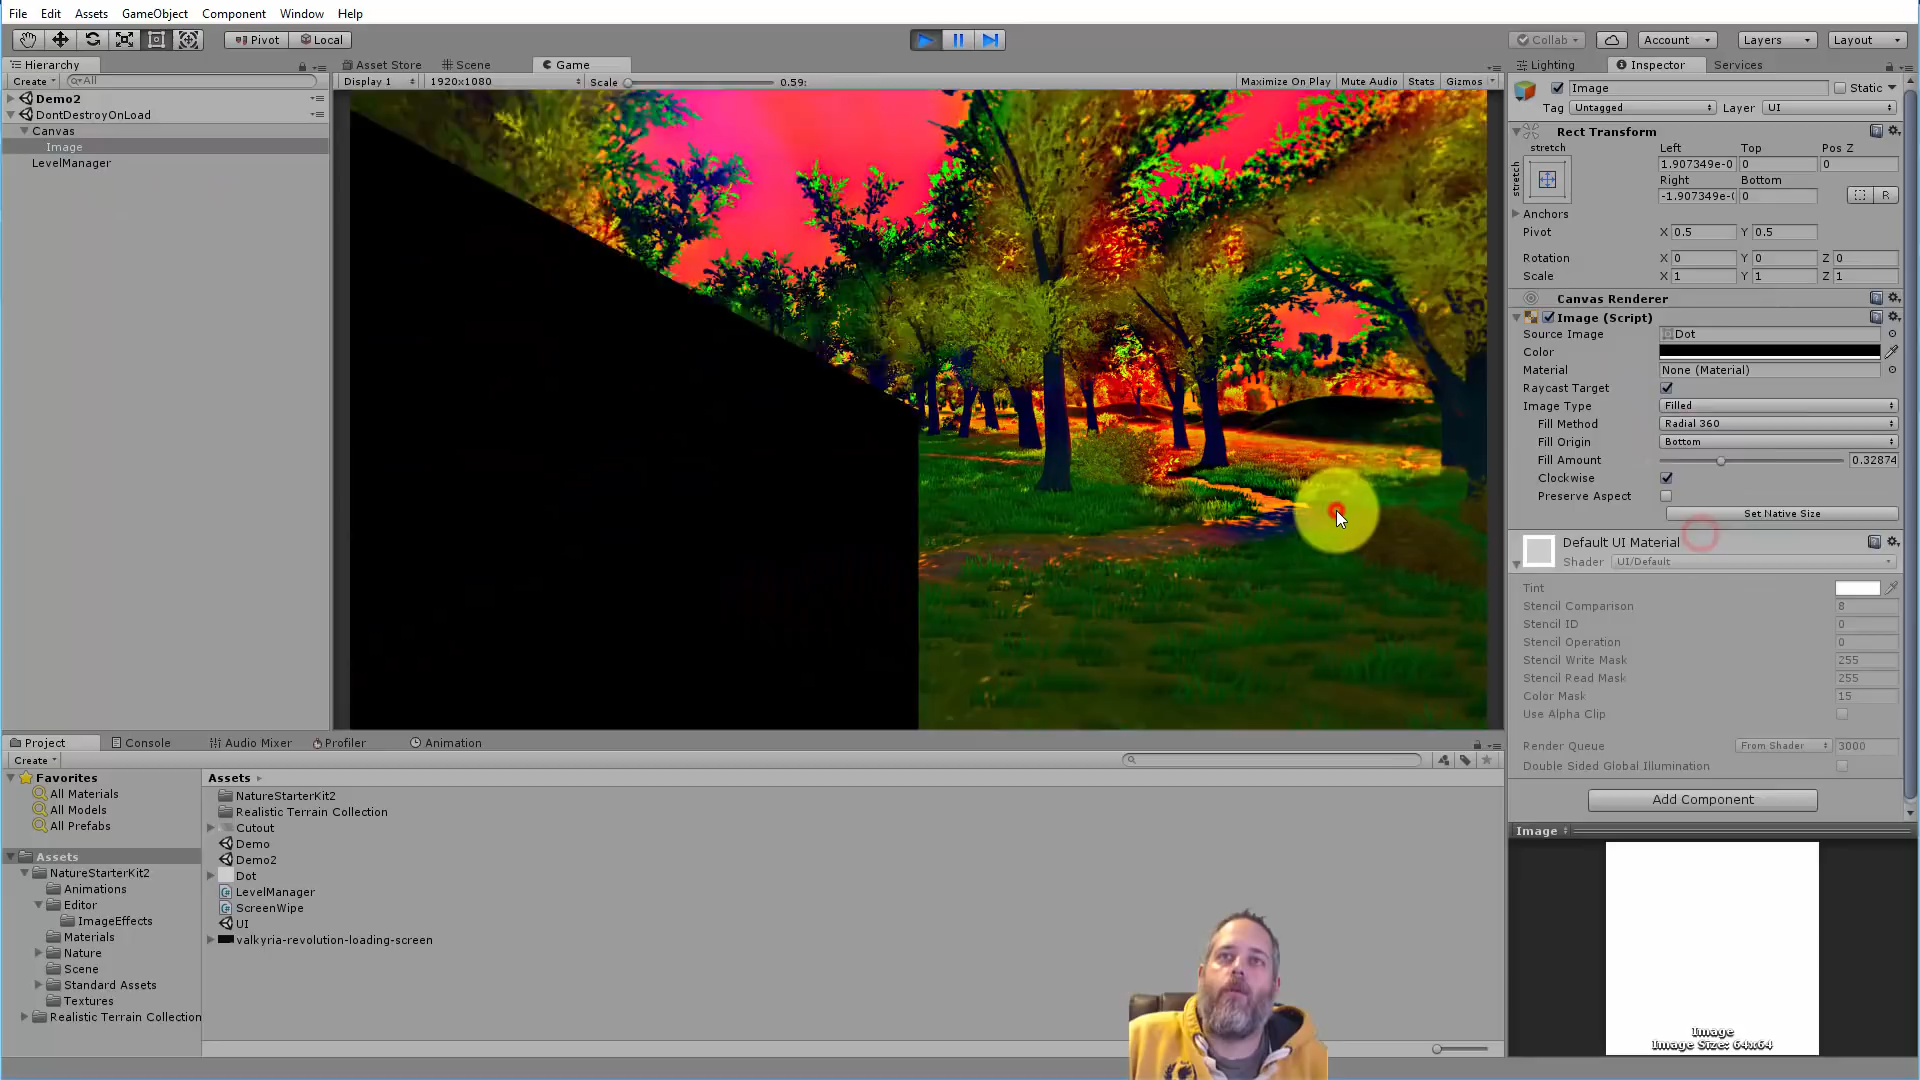 File Edit Assets GameObject Component Window Help
Pivot Local Collab Account Layers Layout
Hierarchy Asset Store Scene Game Lighting Inspector Services
Create All Display 1 1920x1080 Scale 0.59: Maximize On Play Mute Audio Stats Gizmos
Image Static
Demo2
DontDestroyOnLoad
Tag Untagged Layer UI
Canvas
Rect Transform
Image
stretch Left Top Pos Z
LevelManager
stretch
1.907349e-0 0 0
Right Bottom
-1.907349e-( 0 R
Anchors
Pivot X 0.5 Y 0.5
Rotation X 0 Y 0 Z 0
Scale X 1 Y 1 Z 1
Canvas Renderer
Image (Script)
Source Image Dot
Color
Material None (Material)
Raycast Target
Image Type Filled
Fill Method Radial 360
Fill Origin Bottom
Fill Amount 0.32874
Clockwise
Preserve Aspect
Set Native Size
Default UI Material
Shader UI/Default
Tint
Stencil Comparison 8
Stencil ID 0
Stencil Operation 0
Stencil Write Mask 255
Stencil Read Mask 255
Color Mask 15
Use Alpha Clip
Render Queue From Shader 3000
Double Sided Global Illumination
Add Component
Project Console Audio Mixer Profiler Animation
Create
Favorites
All Materials
All Models
All Prefabs
Assets
NatureStarterKit2
Animations
Editor
ImageEffects
Materials
Nature
Scene
Standard Assets
Textures
Realistic Terrain Collection
Assets
NatureStarterKit2
Realistic Terrain Collection
Cutout
Demo
Demo2
Dot
LevelManager
ScreenWipe
UI
valkyria-revolution-loading-screen
Image
Image
Image Size: 64x64